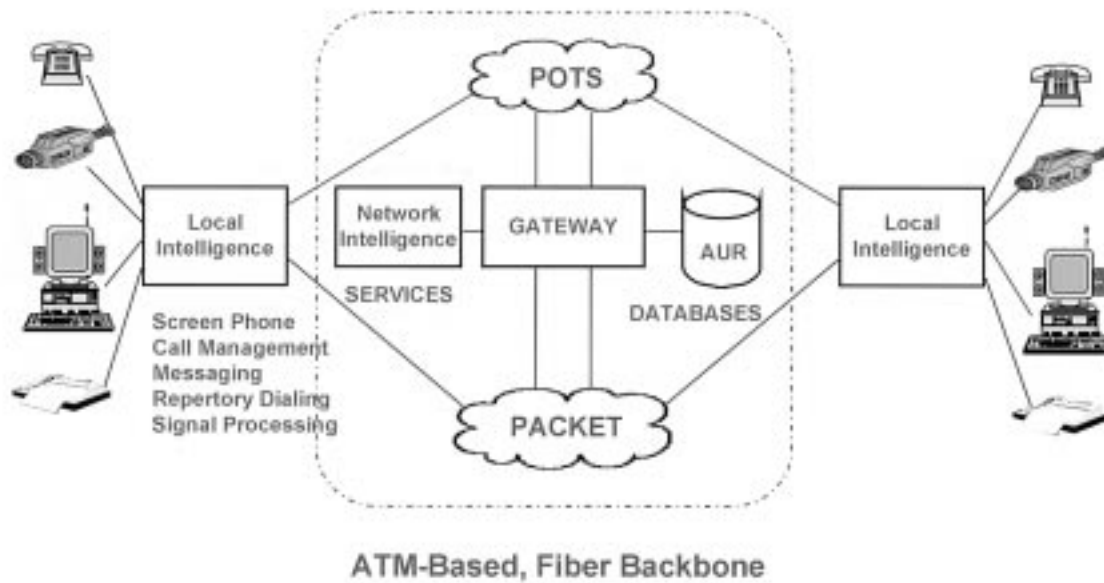 POTS
Local
Intelligence
Network
Intelligence
GATEWAY
AUR
Local
Intelligence
SERVICES
DATABASES
Screen Phone
Call Management
Messaging
Repertory Dialing
Signal Processing
PACKET
ATM-Based, Fiber Backbone